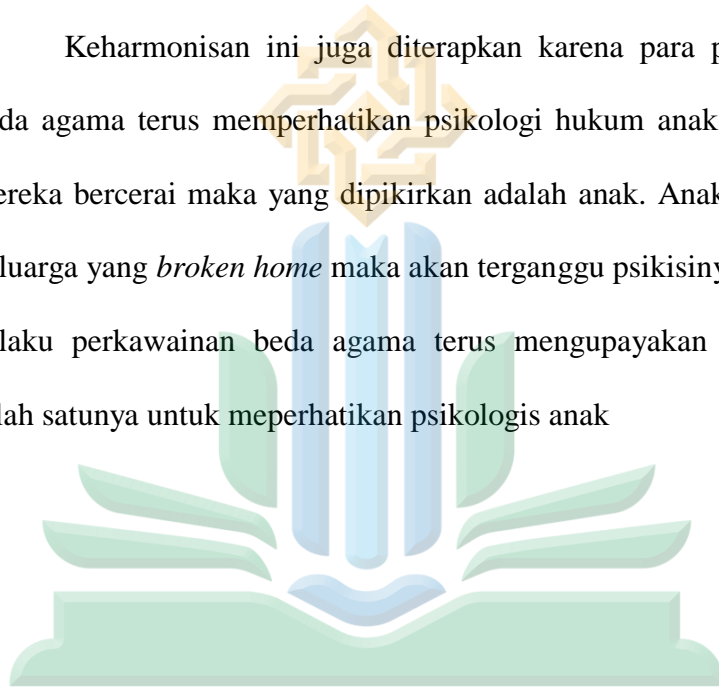 Keharmonisan ini juga diterapkan karena para p
da agama terus memperhatikan psikologi hukum anak
ereka bercerai maka yang dipikirkan adalah anak. Anak
luarga yang broken home maka akan terganggu psikisiny
laku perkawainan beda agama terus mengupayakan
lah satunya untuk meperhatikan psikologis anak